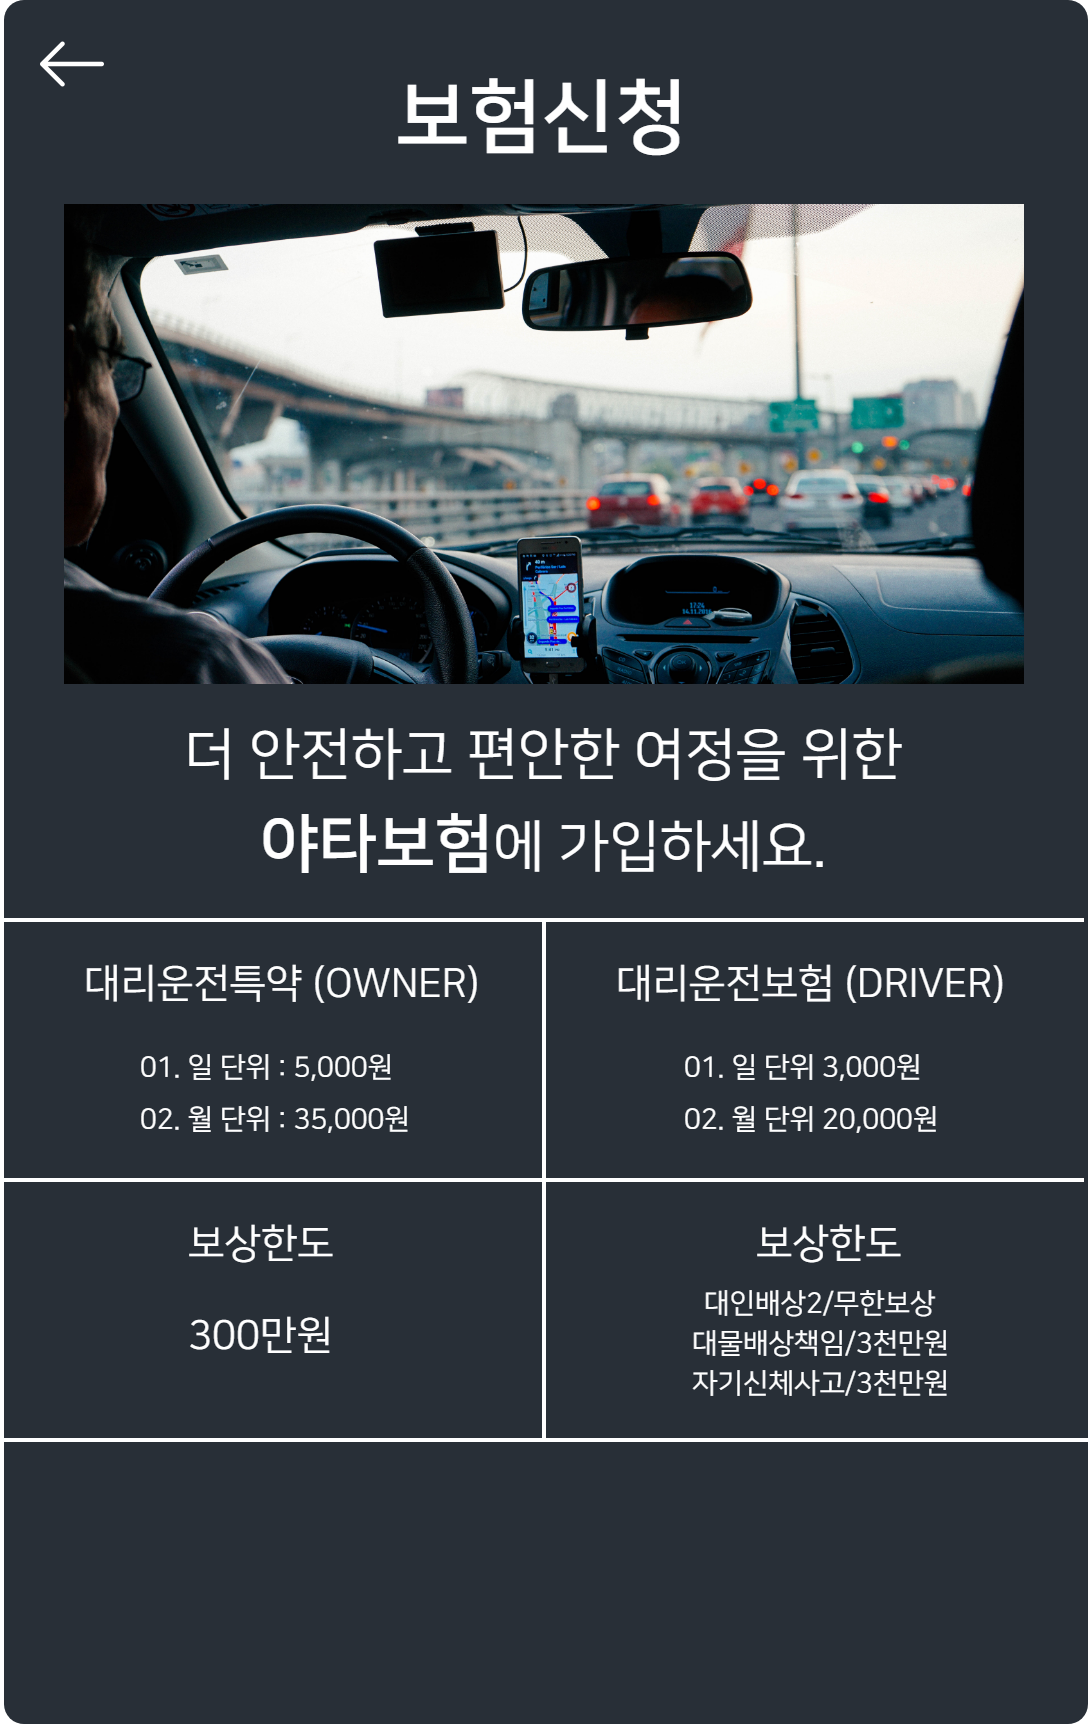 보험신청
17:24
더 안전하고 편안한 여정을 위한
야타보험에 가입하세요.
대리운전특약 (OWNER)
01. 일 단위 : 5,000원
02. 월 단위 : 35,000원
대리운전보험 (DRIVER)
01. 일 단위 3,000원
02. 월 단위 20,000원
보상한도
300만원
보상한도
대인배상2/무한보상
대물배상책임/3천만원
자기신체사고/3천만원